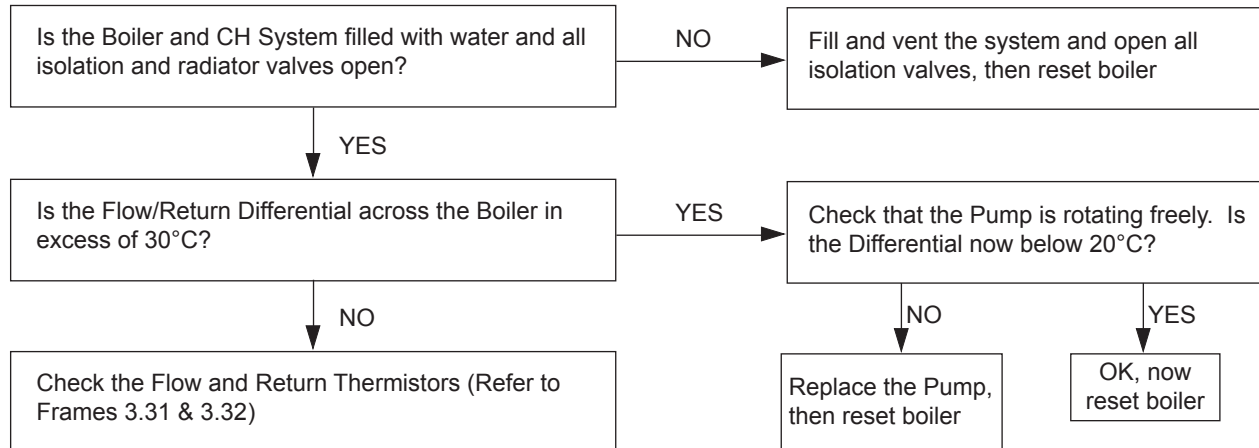 Is the Boiler and CH System filled with water and all
isolation and radiator valves open?
NO
Fill and vent the system and open all
isolation valves, then reset boiler
YES
Is the Flow/Return Differential across the Boiler in
excess of 30°C?
YES
Check that the Pump is rotating freely.  Is
the Differential now below 20°C?
NO
NO
YES
Check the Flow and Return Thermistors (Refer to
Frames 3.31 & 3.32)
Replace the Pump,
then reset boiler
OK, now
reset boiler